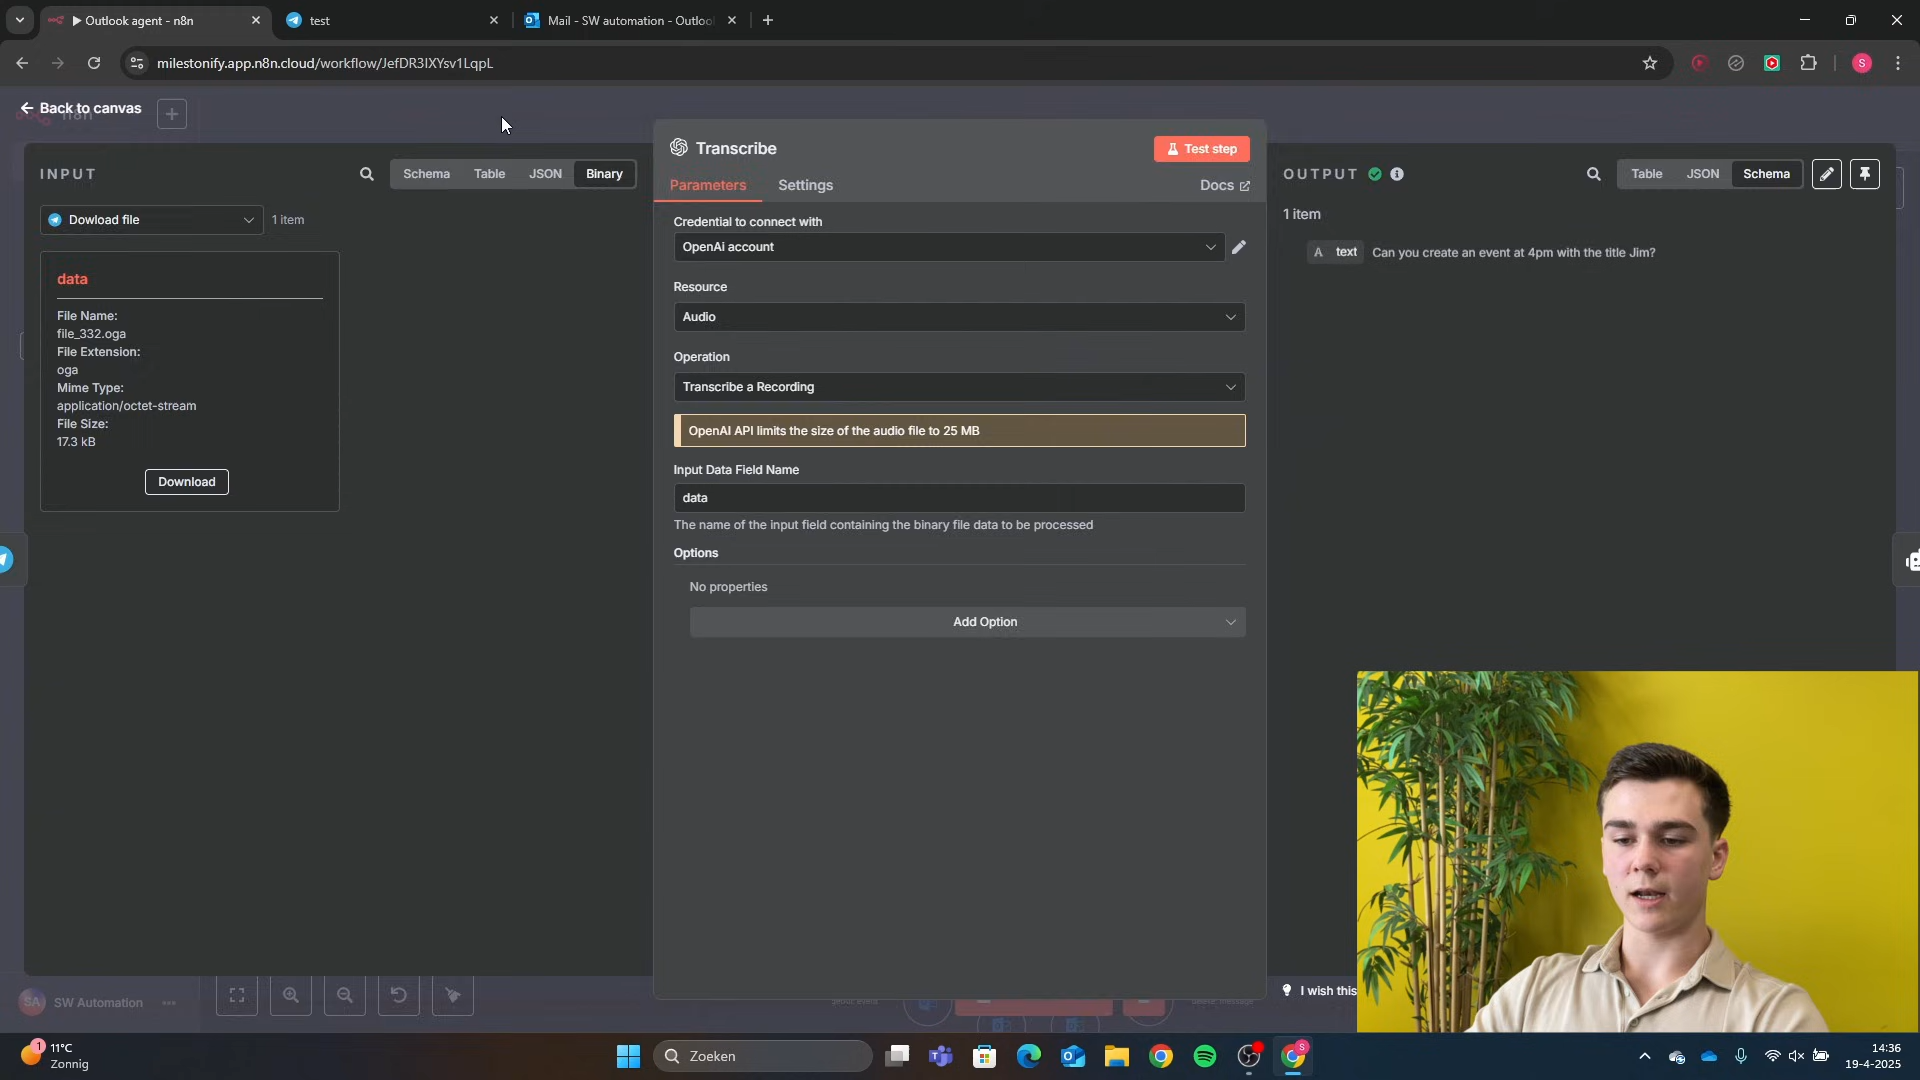 Outlook agent - n8n
test
Mail - SW automation - Outloo
milestonify.app.n8n.cloud/workflow/JefDR3IXYsv1LqpL
S
Back to canvas
n8n
INPUT
Schema
Table
JSON
Binary
Dowload file
1 item
data
File Name:
file_332.oga
File Extension:
oga
Mime Type:
application/octet-stream
File Size:
17.3 kB
Download
Transcribe
Test step
Parameters
Settings
Docs
Credential to connect with
OpenAi account
Resource
Audio
Operation
Transcribe a Recording
OpenAI API limits the size of the audio file to 25 MB
Input Data Field Name
data
The name of the input field containing the binary file data to be processed
Options
No properties
Add Option
OUTPUT
Table
JSON
Schema
1 item
A text Can you create an event at 4pm with the title Jim?
SA SW Automation
I wish this
1
11°C
Zonnig
Zoeken
S
14:36
19-4-2025